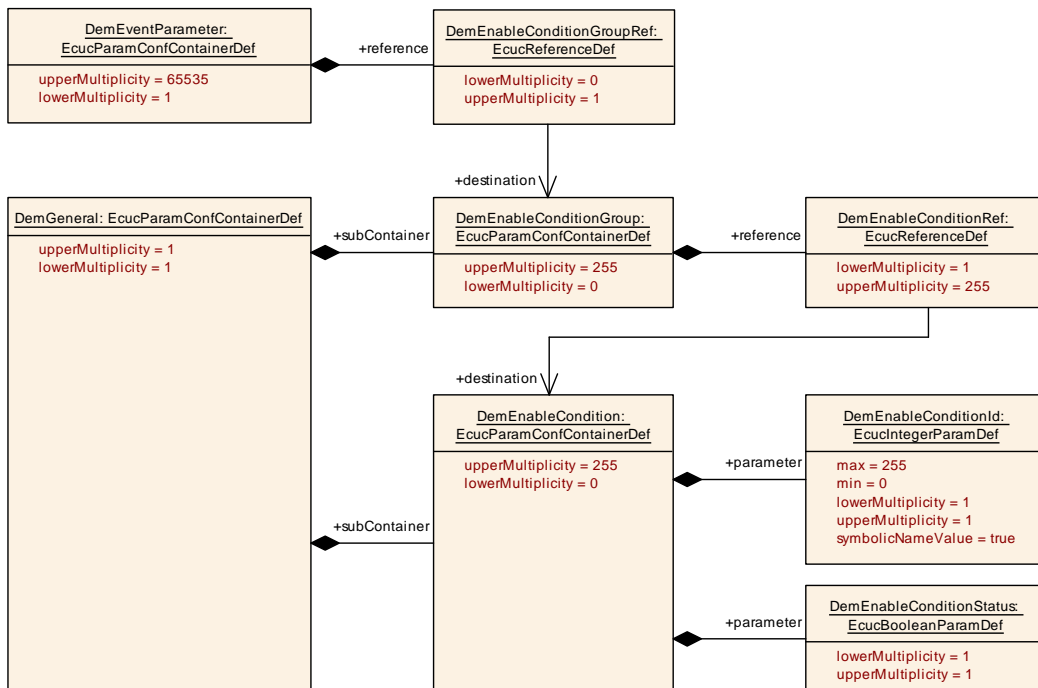 DemEventParameter:
EcucParamConfContainerDef
upperMultiplicity = 65535
lowerMultiplicity = 1
+reference
DemEnableConditionGroupRef:
EcucReferenceDef
lowerMultiplicity = 0
upperMultiplicity = 1
+destination
DemGeneral: EcucParamConfContainerDef
upperMultiplicity = 1
lowerMultiplicity = 1
+subContainer
DemEnableConditionGroup:
EcucParamConfContainerDef
upperMultiplicity = 255
lowerMultiplicity = 0
+reference
DemEnableConditionRef:
EcucReferenceDef
lowerMultiplicity = 1
upperMultiplicity = 255
+destination
DemEnableCondition:
EcucParamConfContainerDef
upperMultiplicity = 255
lowerMultiplicity = 0
+parameter
DemEnableConditionId:
EcucIntegerParamDef
max = 255
min = 0
lowerMultiplicity = 1
upperMultiplicity = 1
symbolicNameValue = true
+subContainer
+parameter
DemEnableConditionStatus:
EcucBooleanParamDef
lowerMultiplicity = 1
upperMultiplicity = 1